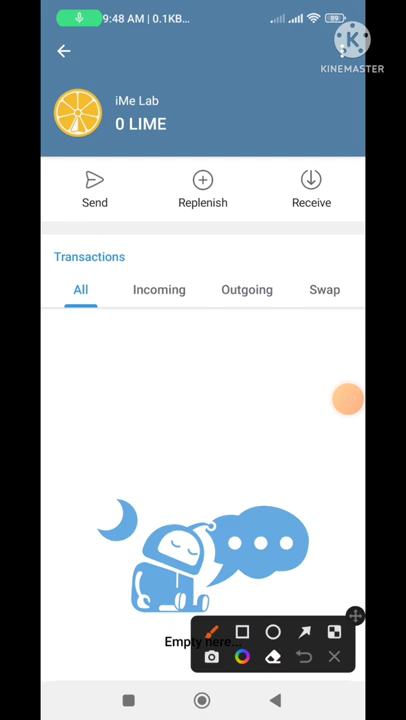 9:48 AM | 0.1KB...
89
K
KINEMASTER
iMe Lab
0 LIME
Send
Replenish
Receive
Transactions
All
Incoming
Outgoing
Swap
Empty here...